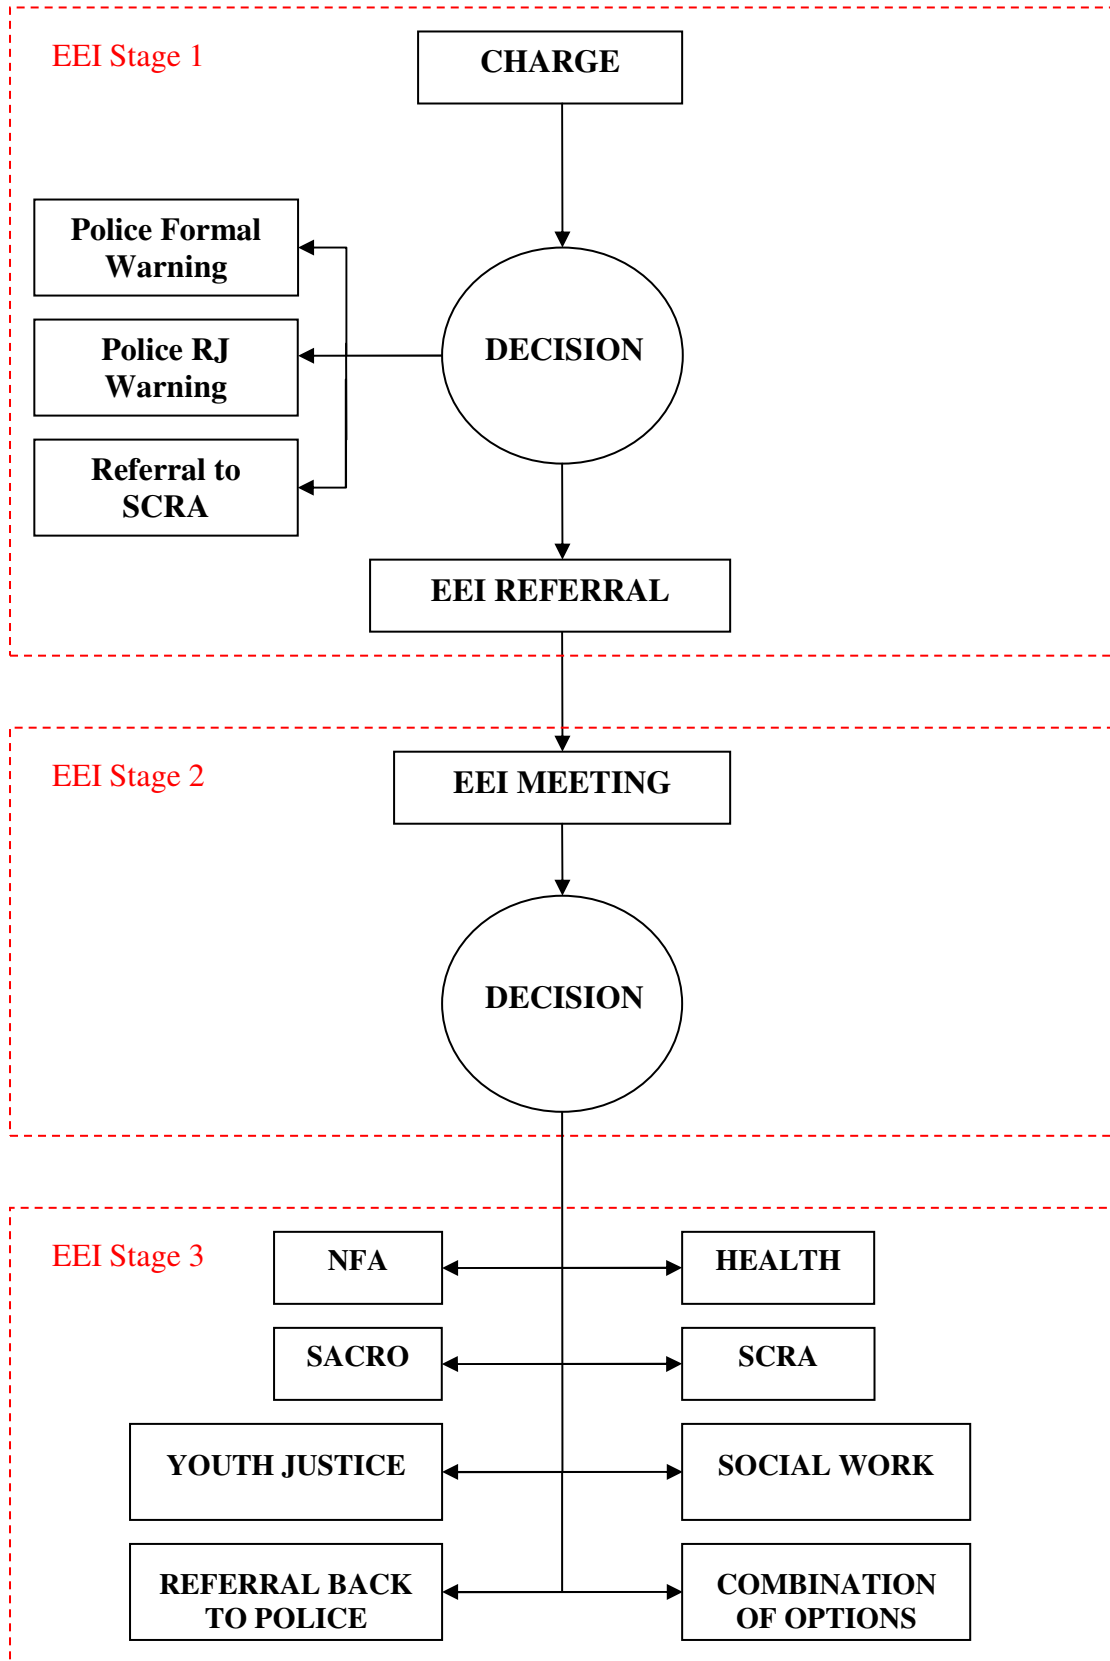 EEI Stage 1
CHARGE
Police Formal
Warning
Police RJ
Warning
Referral to
SCRA
DECISION
EEI REFERRAL
EEI Stage 2
EEI MEETING
DECISION
EEI Stage 3
NFA
HEALTH
SACRO
SCRA
YOUTH JUSTICE
SOCIAL WORK
REFERRAL BACK
TO POLICE
COMBINATION
OF OPTIONS